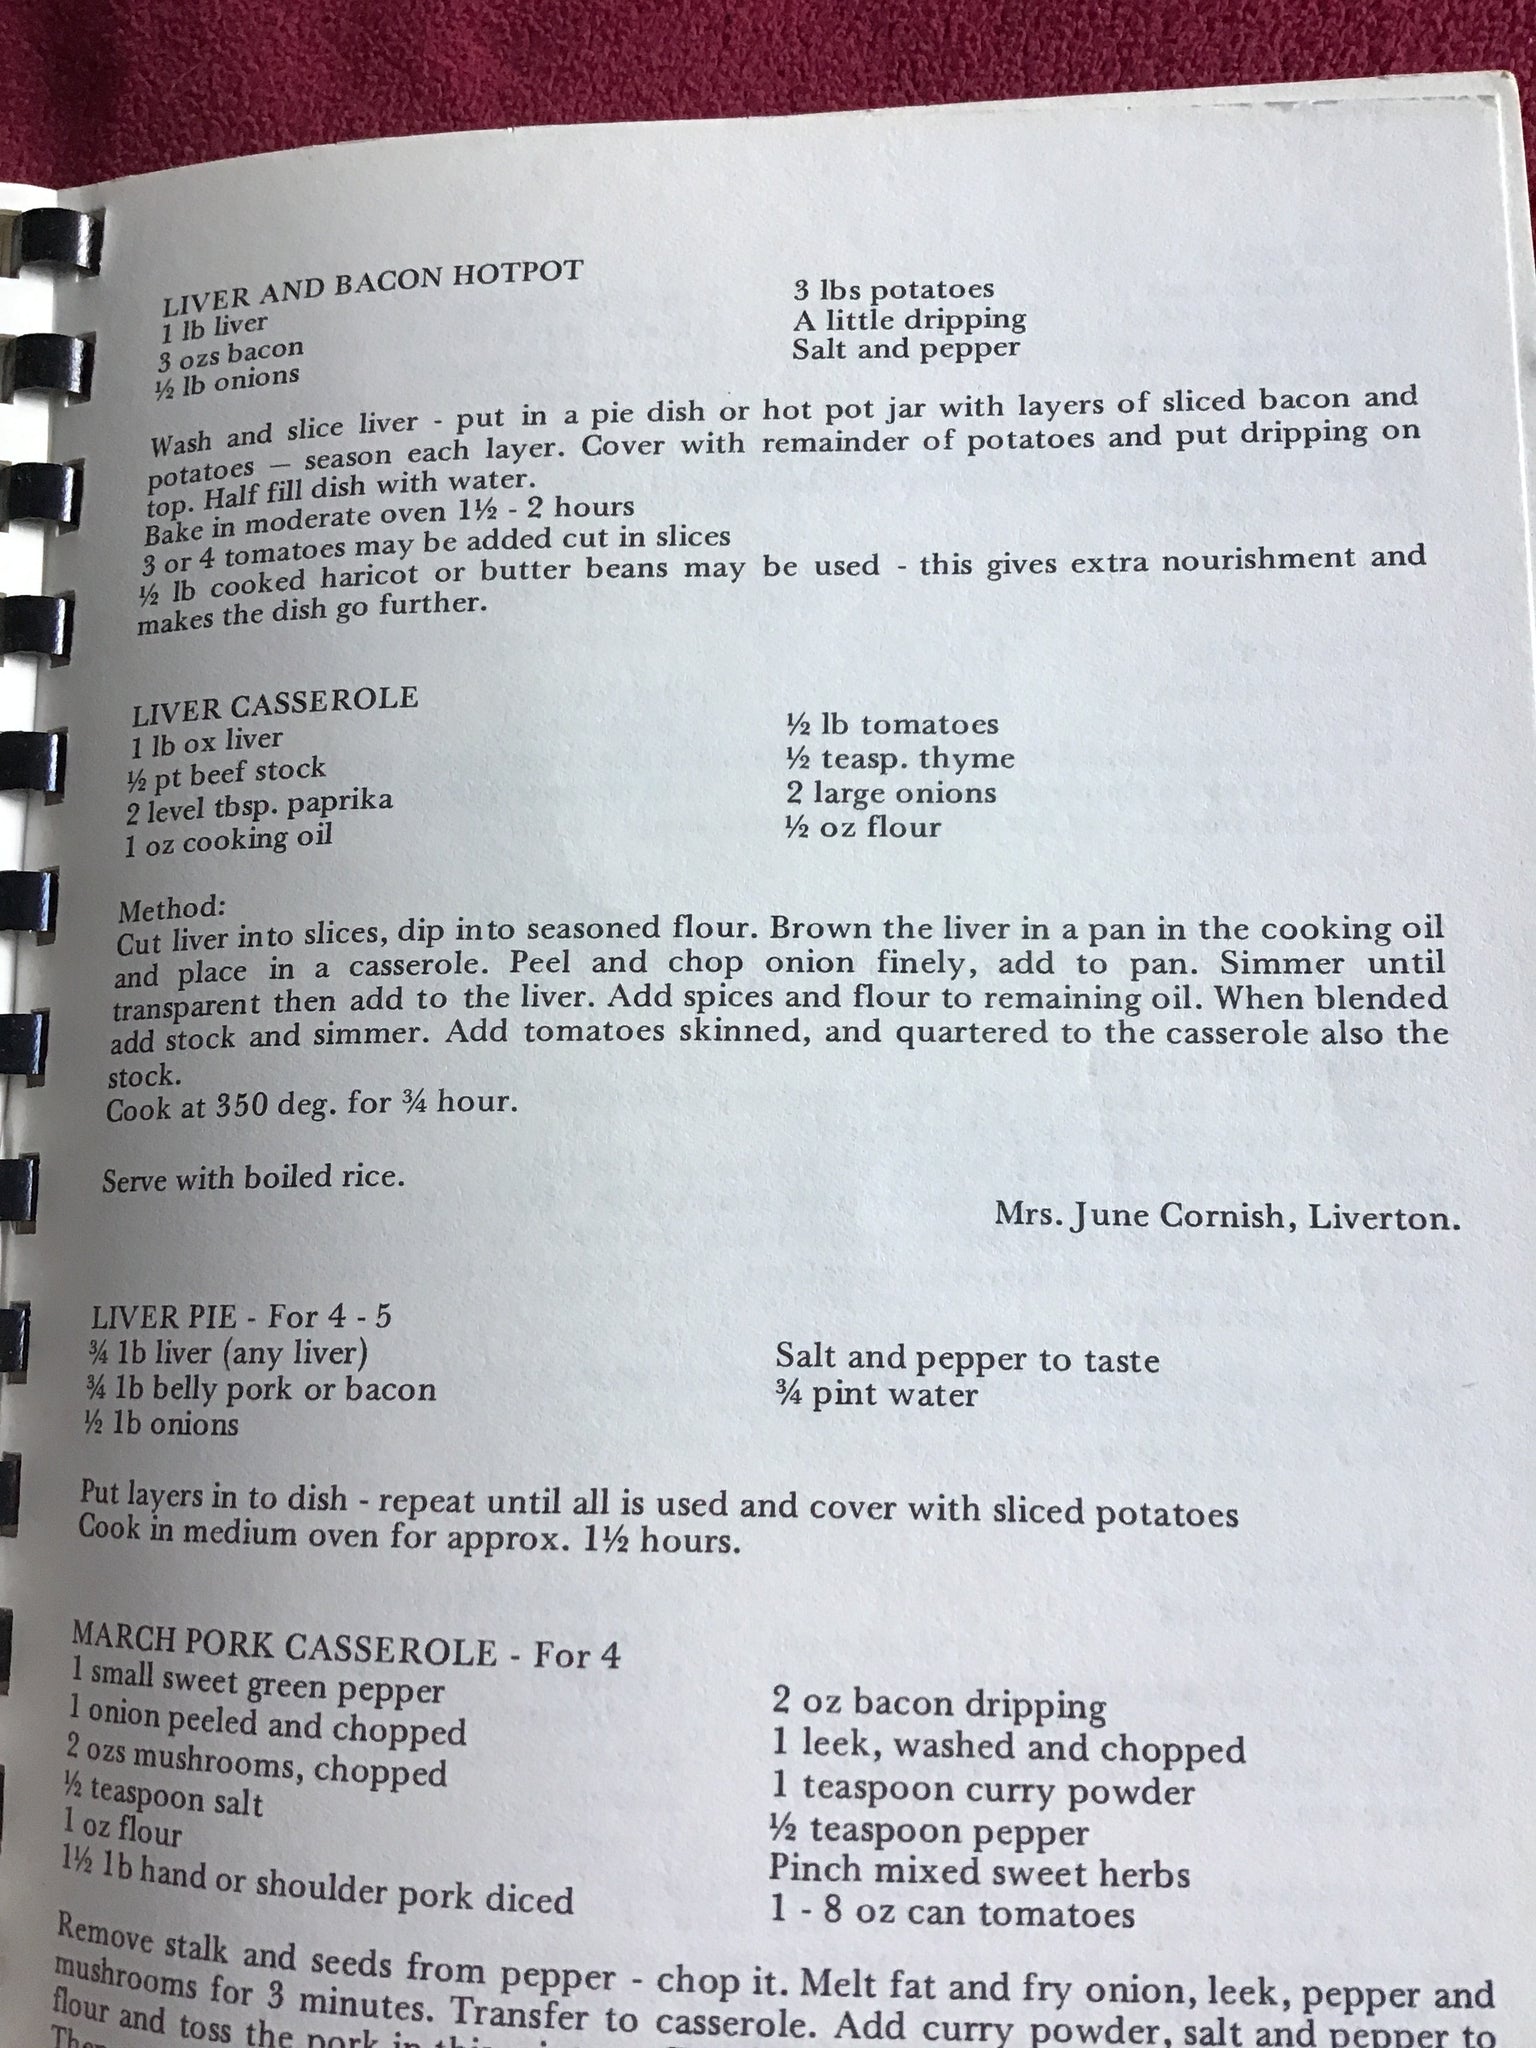 LIVER AND BACON HOTPOT
1 lb liver
3 ozs bacon
½ lb onions
3 lbs potatoes
A little dripping
Salt and pepper
Wash and slice liver - put in a pie dish or hot pot jar with layers of sliced bacon and
potatoes — season each layer. Cover with remainder of potatoes and put dripping on
top. Half fill dish with water.
Bake in moderate oven 1½ - 2 hours
3 or 4 tomatoes may be added cut in slices
½ lb cooked haricot or butter beans may be used - this gives extra nourishment and
makes the dish go further.
LIVER CASSEROLE
1 lb ox liver
½ pt beef stock
2 level tbsp. paprika
1 oz cooking oil
½ lb tomatoes
½ teasp. thyme
2 large onions
½ oz flour
Method:
Cut liver into slices, dip into seasoned flour. Brown the liver in a pan in the cooking oil
and place in a casserole. Peel and chop onion finely, add to pan. Simmer until
transparent then add to the liver. Add spices and flour to remaining oil. When blended
add stock and simmer. Add tomatoes skinned, and quartered to the casserole also the
stock.
Cook at 350 deg. for ¾ hour.
Serve with boiled rice.
Mrs. June Cornish, Liverton.
LIVER PIE - For 4 - 5
¾ 1b liver (any liver)
¾ 1b belly pork or bacon
½ 1b onions
Salt and pepper to taste
¾ pint water
Put layers in to dish - repeat until all is used and cover with sliced potatoes
Cook in medium oven for approx. 1½ hours.
MARCH PORK CASSEROLE - For 4
1 small sweet green pepper
1 onion peeled and chopped
2 ozs mushrooms, chopped
½ teaspoon salt
1 oz flour
1½ 1b hand or shoulder pork diced
2 oz bacon dripping
1 leek, washed and chopped
1 teaspoon curry powder
½ teaspoon pepper
Pinch mixed sweet herbs
1 - 8 oz can tomatoes
Remove stalk and seeds from pepper - chop it. Melt fat and fry onion, leek, pepper and
mushrooms for 3 minutes. Transfer to casserole. Add curry powder, salt and pepper to
flour and toss the pork in